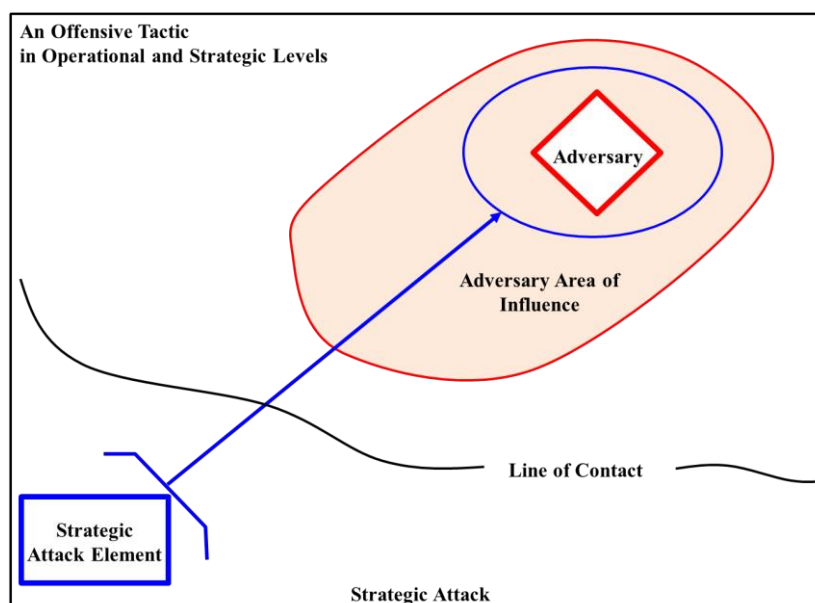 An Offensive Tactic
in Operational and Strategic Levels
Adversary
Adversary Area of
Influence
Line of Contact
Strategic
Attack Element
Strategic Attack